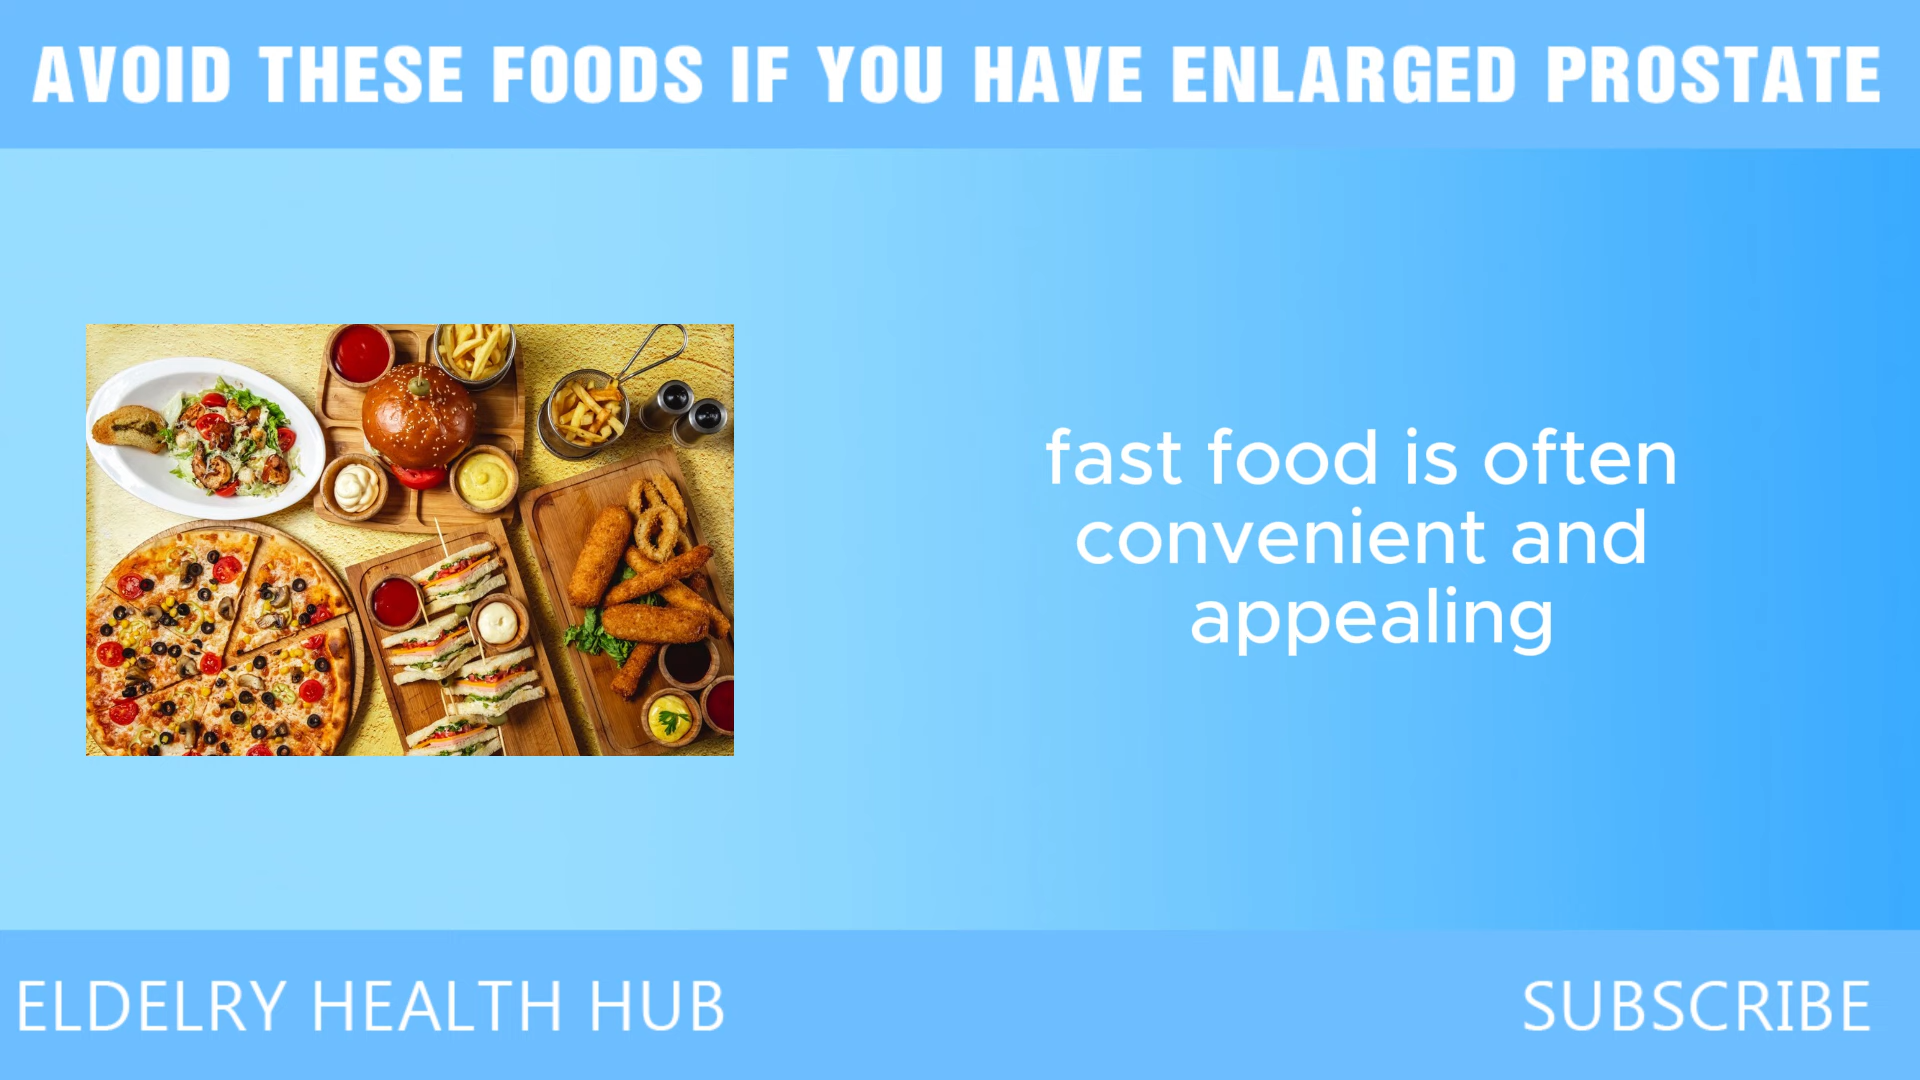 AVOID THESE FOODS IF YOU HAVE ENLARGED PROSTATE
fast food is often
convenient and
appealing
ELDELRY HEALTH HUB
SUBSCRIBE